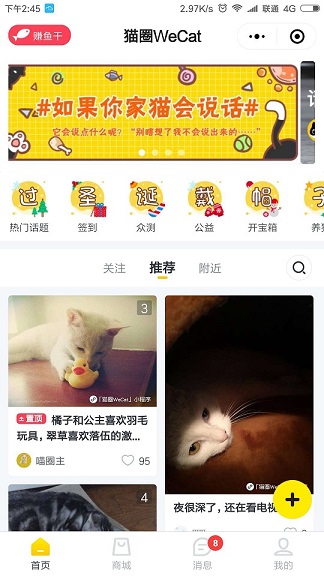 下午2:45
2.97K/s
联通 4G
赚鱼干
猫圈WeCat
#如果你家猫会说话#
它会说点什么呢？“别瞎摁了我不会说出来的……”
过 圣 诞 戴 帽 子
热门话题 签到 众测 公益 开宝箱
关注 推荐 附近
3
「猫圈WeCat」小程序
置顶 橘子和公主喜欢羽毛
玩具，翠草喜欢落伍的激...
喵圈主 95
「猫圈WeCat」
夜很深了，还在看电视
4
首页 商城 消息 8 我的